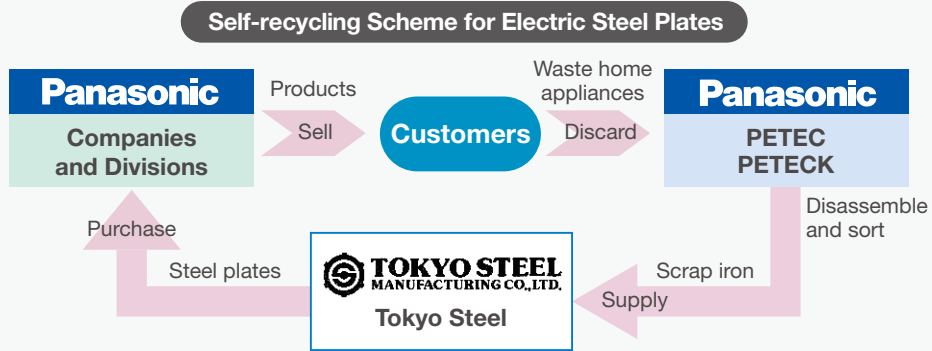 Self-recycling Scheme for Electric Steel Plates
Panasonic
Companies
and Divisions
Products
Sell
Customers
Waste home
appliances
Discard
Panasonic
PETEC
PETECK
Disassemble
and sort
Scrap iron
Supply
TOKYO STEEL
MANUFACTURING CO.,LTD.
Tokyo Steel
Steel plates
Purchase